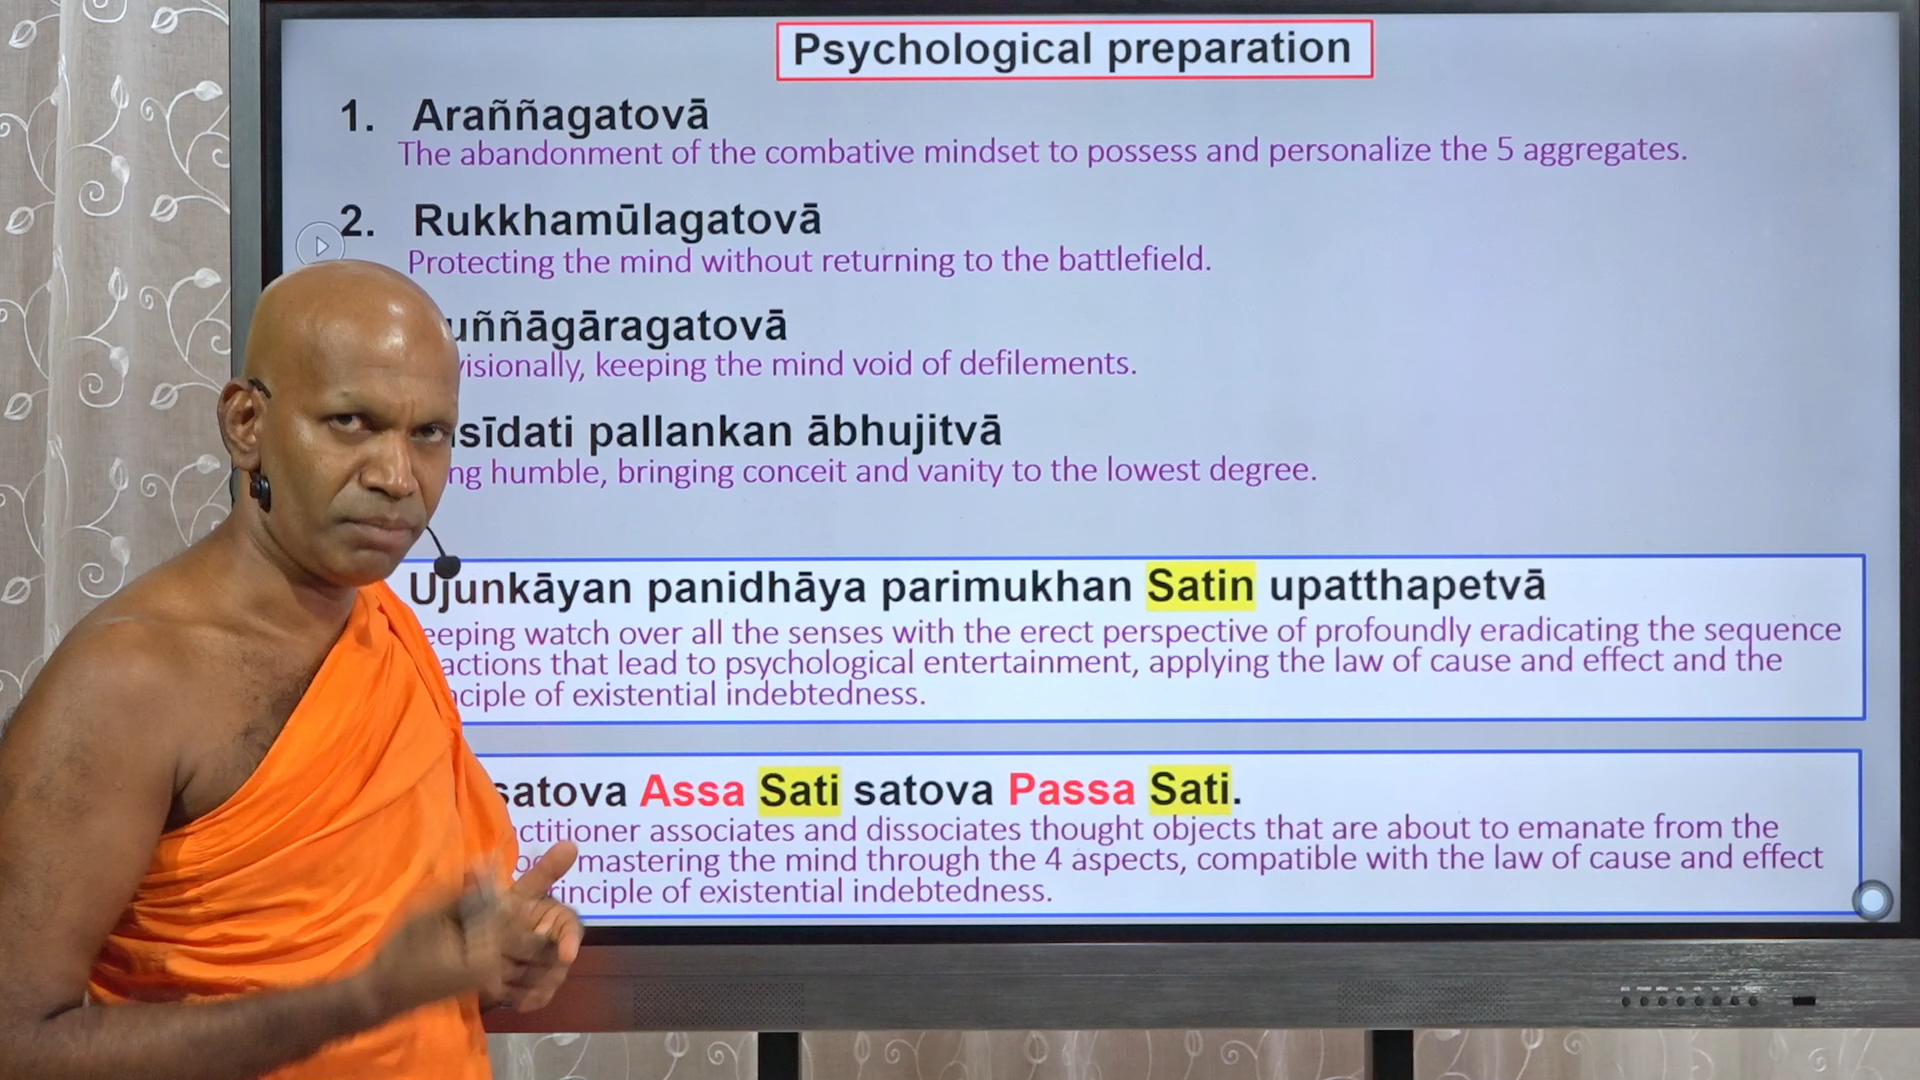 Psychological preparation
1. Araññagatovā
The abandonment of the combative mindset to possess and personalize the 5 aggregates.
2. Rukkhamūlagatovā
Protecting the mind without returning to the battlefield.
uññāgāragatovā
visionally, keeping the mind void of defilements.
sīdati pallankan ābhujitvā
ng humble, bringing conceit and vanity to the lowest degree.
Ujunkāyan panidhāya parimukhan Satin upatthapetvā
eeping watch over all the senses with the erect perspective of profoundly eradicating the sequence
actions that lead to psychological entertainment, applying the law of cause and effect and the
nciple of existential indebtedness.
satova Assa Sati satova Passa Sati.
ctitioner associates and dissociates thought objects that are about to emanate from the
mastering the mind through the 4 aspects, compatible with the law of cause and effect
rinciple of existential indebtedness.